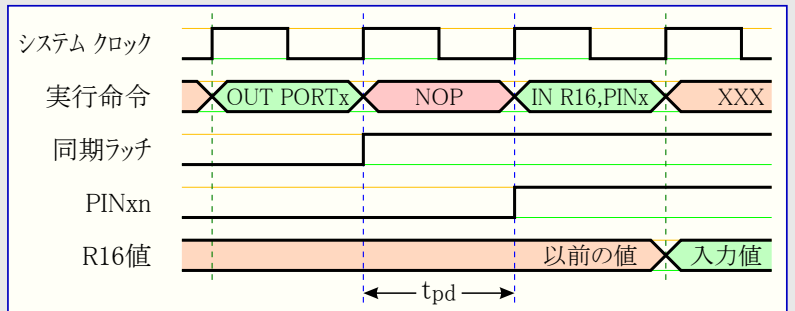 システム クロック
実行命令 OUT PORTx NOP IN R16,PINx XXX
同期ラッチ
PINxn
R16値 以前の値 入力値
tpd